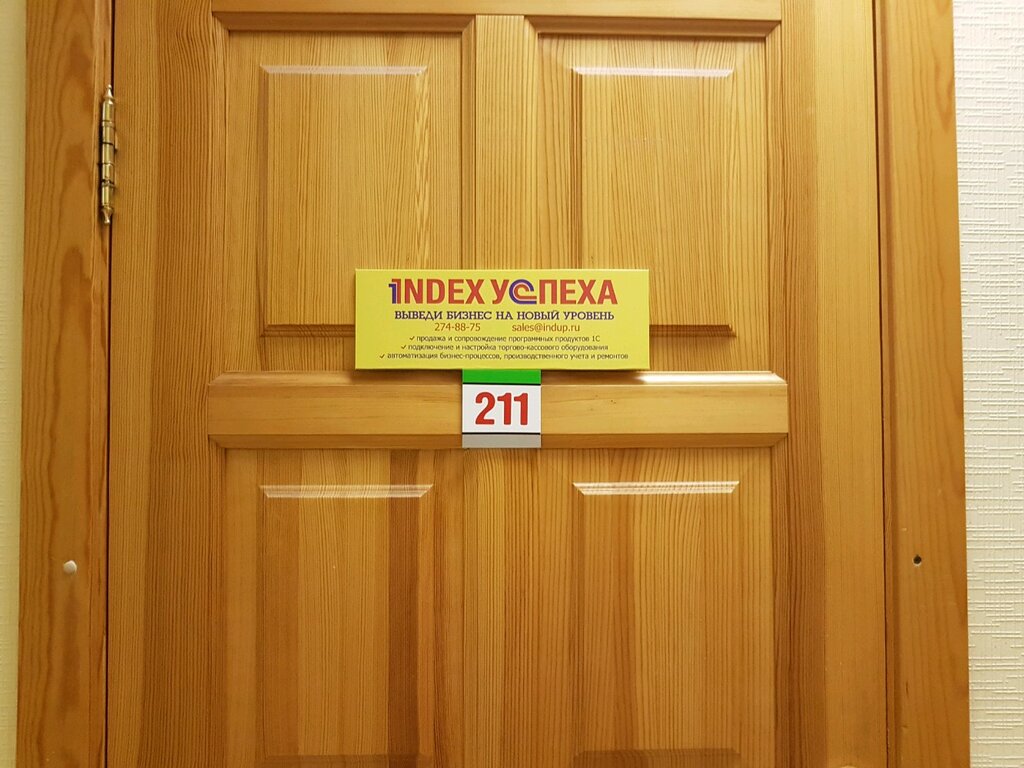 1NDEX УСПЕХА
ВЫВЕДИ БИЗНЕС НА НОВЫЙ УРОВЕНЬ
274-88-75 sales@indup.ru
✓ продажа и сопровождение программных продуктов 1С
✓ подключение и настройка торгово-кассового оборудования
✓ автоматизация бизнес-процессов, производственного учета и ремонтов
211